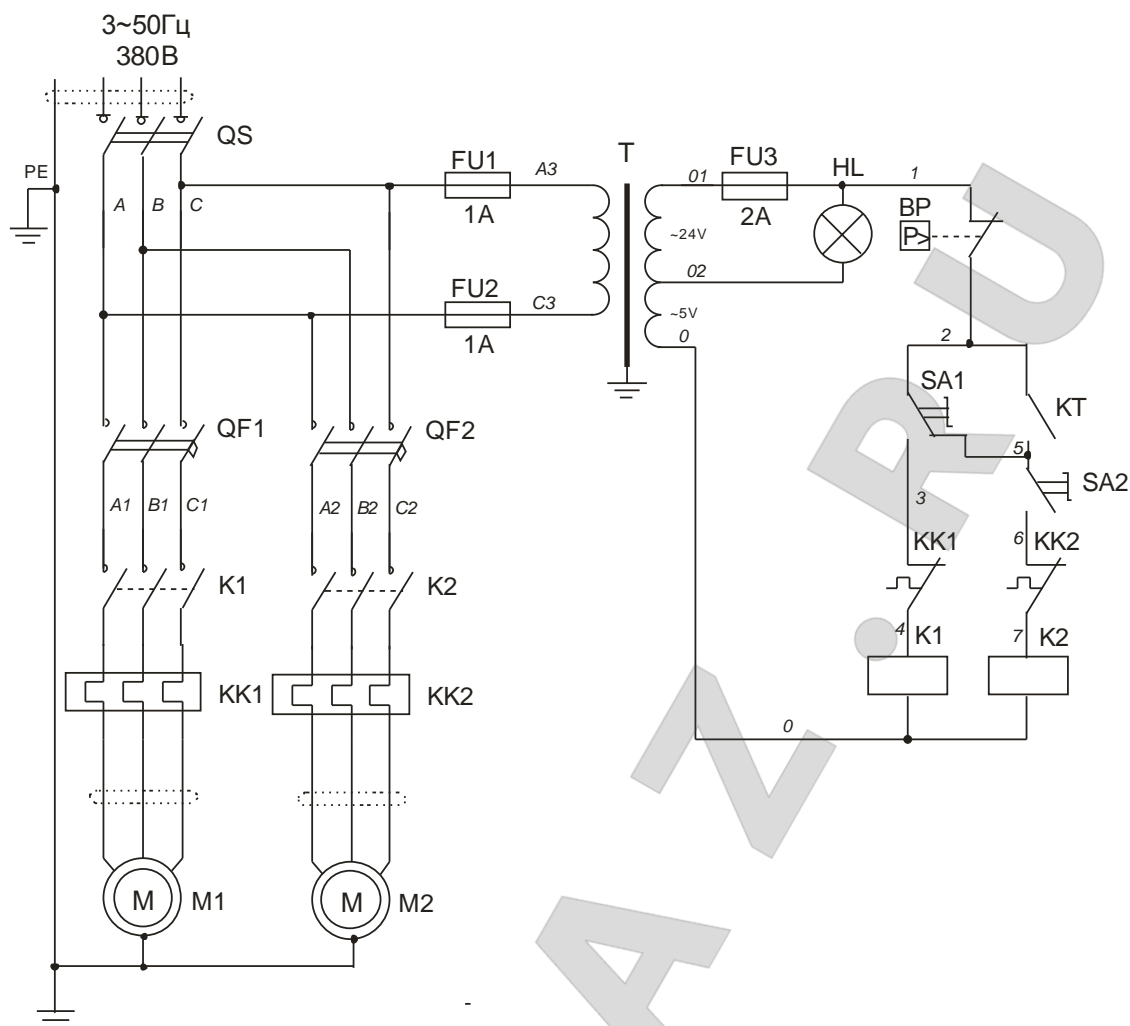 3~50Гц
380В
QS
PE
A
B
C
FU1
A3
1A
FU2
C3
1A
T
01
FU3
2A
HL
1
~24V
02
~5V
0
BP
P>
2
SA1
KT
5
SA2
3
KK1
6
KK2
4
K1
7
K2
0
QF1
QF2
A1
B1
C1
A2
B2
C2
K1
K2
KK1
KK2
M
M1
M
M2
-
AZ.RU